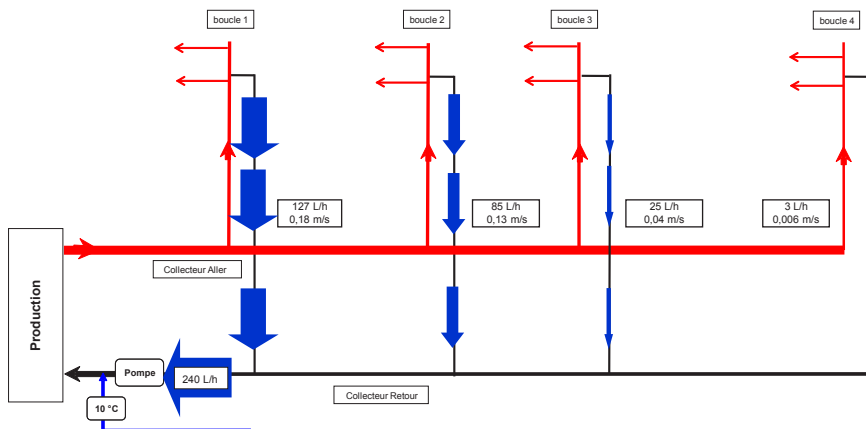 boucle 1
boucle 2
boucle 3
boucle 4
127 L/h
0,18 m/s
85 L/h
0,13 m/s
25 L/h
0,04 m/s
3 L/h
0,006 m/s
Production
Collecteur Aller
Pompe
240 L/h
Collecteur Retour
10 °C